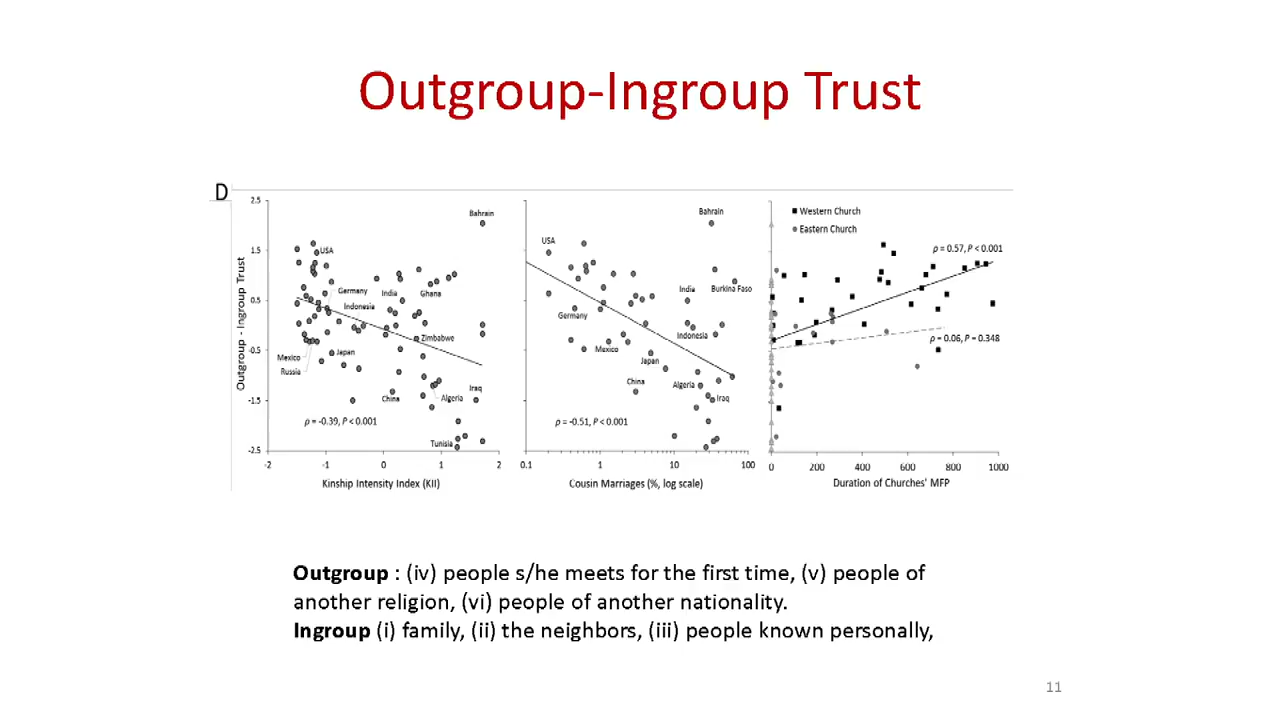 Outgroup-Ingroup Trust
D
Outgroup - Ingroup Trust
2.5
1.5
0.5
-0.5
-1.5
-2.5
Bahrain
USA
Germany
India
Ghana
Indonesia
Zimbabwe
Mexico
Japan
Russia
Iraq
China
Algeria
ρ = -0.39, P < 0.001
Tunisia
-2 -1 0 1 2
Kinship Intensity Index (KII)
Bahrain
USA
India
Burkina Faso
Germany
Indonesia
Mexico
Japan
China
Algeria
Iraq
ρ = -0.51, P < 0.001
0.1 1 10 100
Cousin Marriages (%, log scale)
Western Church
Eastern Church
ρ = 0.57, P < 0.001
ρ = 0.06, P = 0.348
0 200 400 600 800 1000
Duration of Churches' MFP
Outgroup : (iv) people s/he meets for the first time, (v) people of
another religion, (vi) people of another nationality.
Ingroup (i) family, (ii) the neighbors, (iii) people known personally,
11